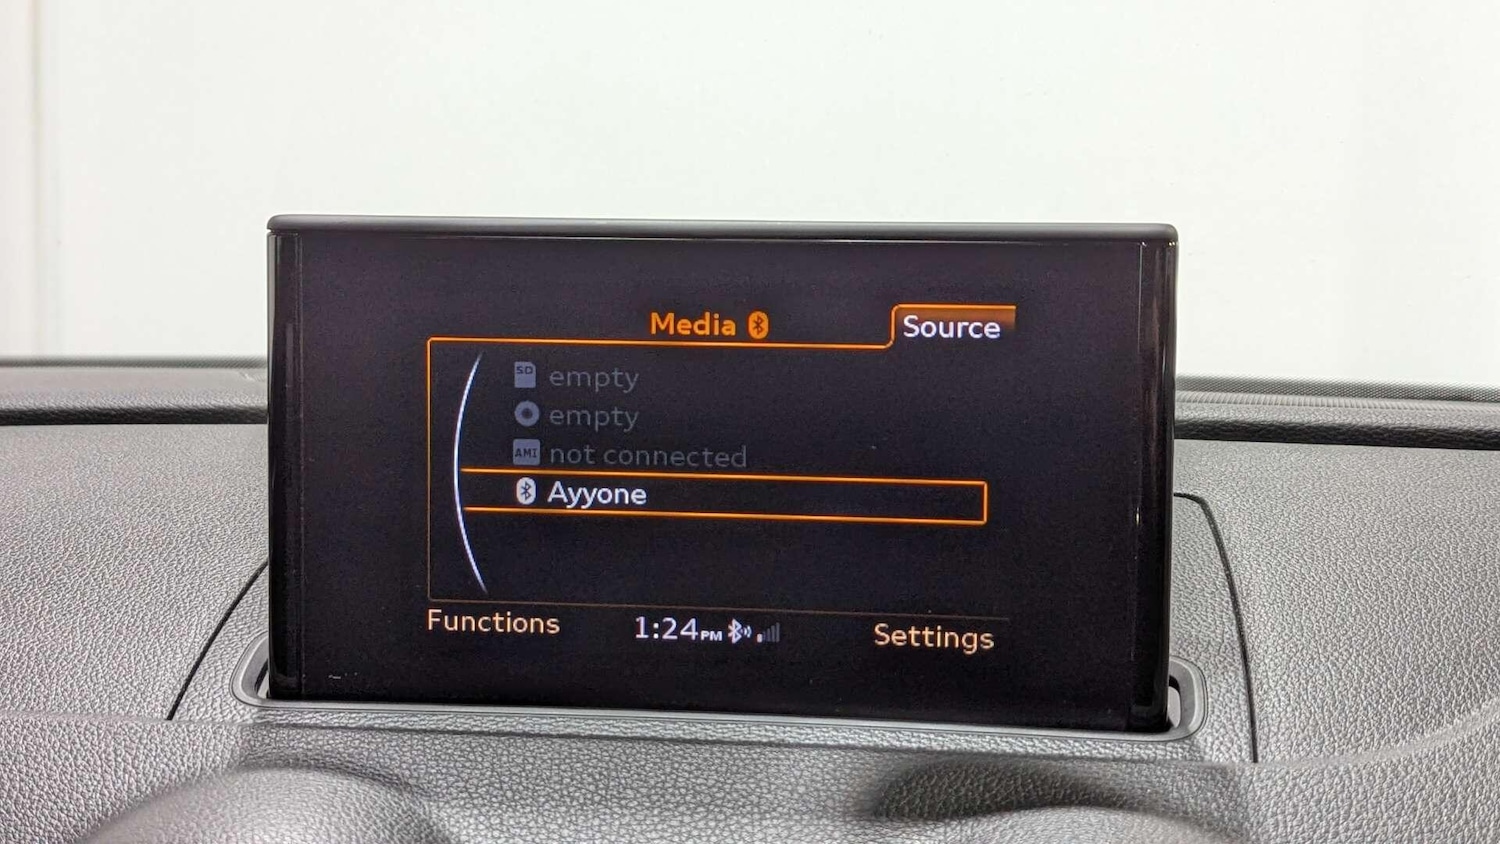 Media
Source
SD empty
empty
AMI not connected
Ayyone
Functions
1:24PM
Settings